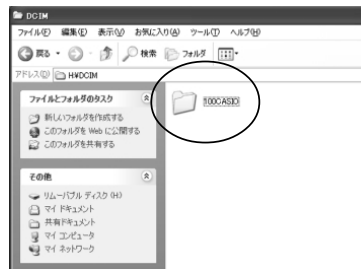 DCIM
ファイル(F) 編集(E) 表示(V) お気に入り(A) ツール(T) ヘルプ(H)
戻る 検索 フォルダ
アドレス(D) H:¥DCIM
ファイルとフォルダのタスク
新しいフォルダを作成する
このフォルダを Web に公開する
このフォルダを共有する
100CASIO
その他
リムーバブル ディスク (H:)
マイ ドキュメント
共有ドキュメント
マイ コンピュータ
マイ ネットワーク